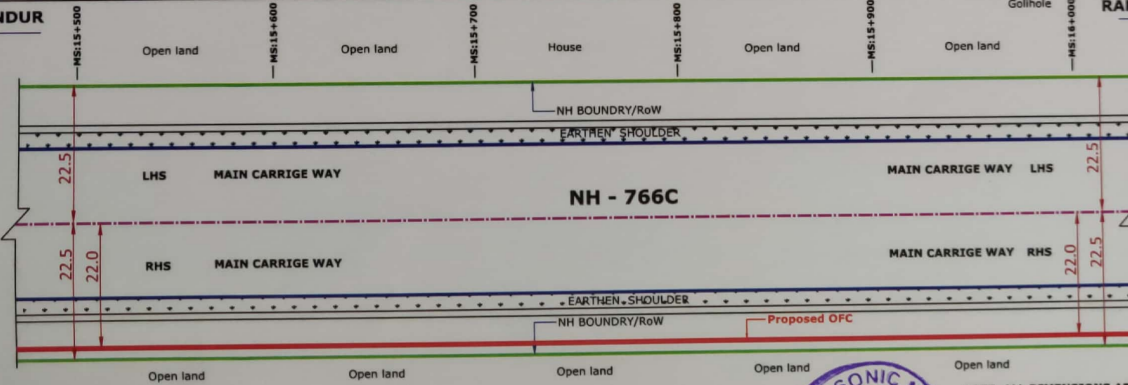 NDUR
MS:15+500
MS:15+600
MS:15+700
MS:15+800
MS:15+900
MS:16+000
Golihole
RA
Open land
Open land
House
Open land
Open land
NH BOUNDRY/RoW
EARTHEN SHOULDER
22.5
LHS MAIN CARRIGE WAY
MAIN CARRIGE WAY LHS
22.5
NH - 766C
22.5
22.0
RHS MAIN CARRIGE WAY
MAIN CARRIGE WAY RHS
22.0
22.5
EARTHEN SHOULDER
NH BOUNDRY/RoW
Proposed OFC
Open land
Open land
Open land
Open land
Open land
SONIC